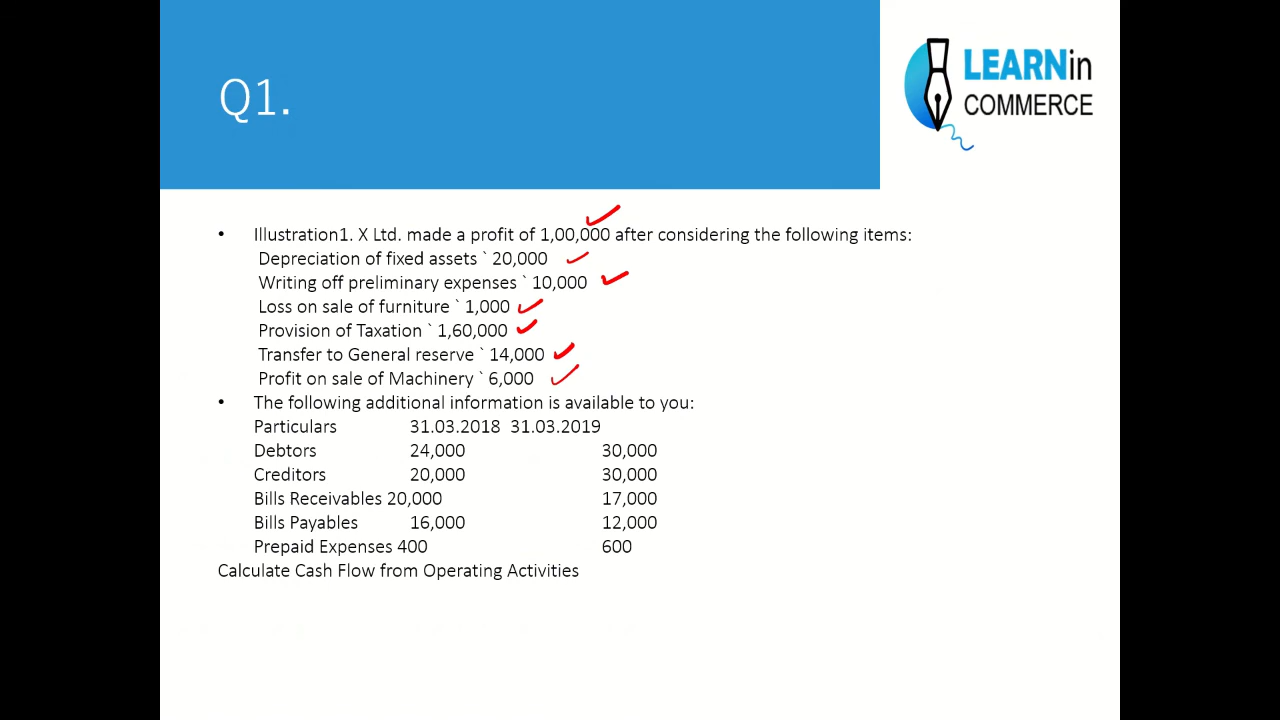 Q1.
LEARNin
COMMERCE
• Illustration1. X Ltd. made a profit of 1,00,000 after considering the following items:
Depreciation of fixed assets ` 20,000
Writing off preliminary expenses ` 10,000
Loss on sale of furniture ` 1,000
Provision of Taxation ` 1,60,000
Transfer to General reserve ` 14,000
Profit on sale of Machinery ` 6,000
• The following additional information is available to you:
Particulars 31.03.2018 31.03.2019
Debtors 24,000 30,000
Creditors 20,000 30,000
Bills Receivables 20,000 17,000
Bills Payables 16,000 12,000
Prepaid Expenses 400 600
Calculate Cash Flow from Operating Activities